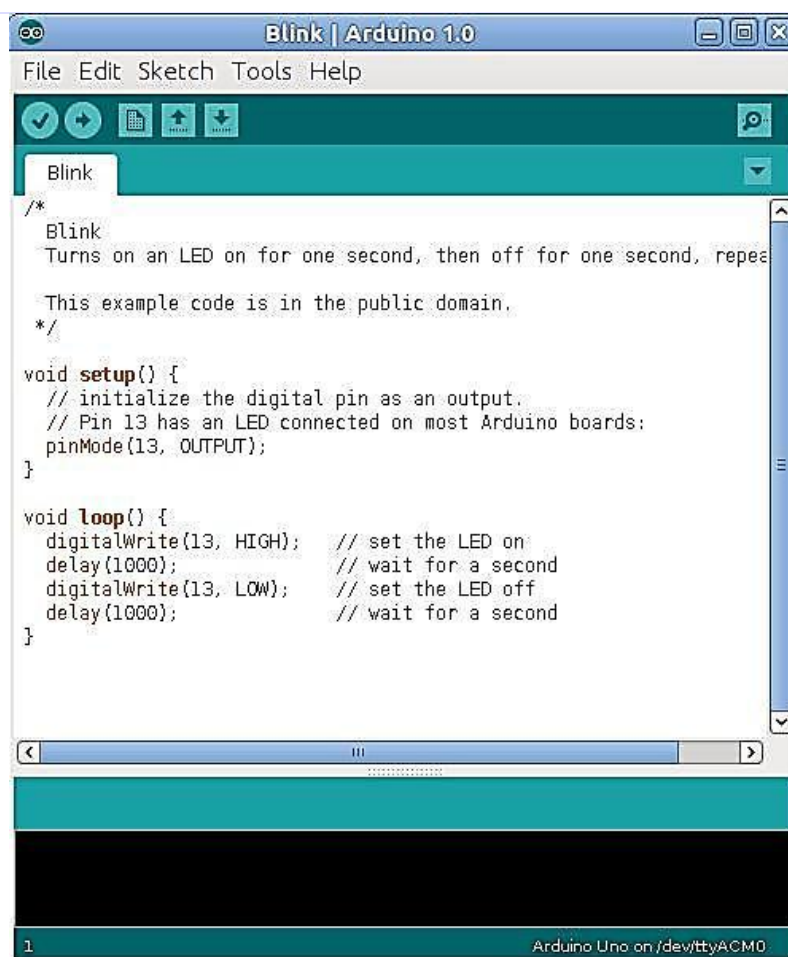 Blink | Arduino 1.0
File Edit Sketch Tools Help
Blink
/*
  Blink
  Turns on an LED on for one second, then off for one second, repea

  This example code is in the public domain.
 */

void setup() {
  // initialize the digital pin as an output.
  // Pin 13 has an LED connected on most Arduino boards:
  pinMode(13, OUTPUT);
}

void loop() {
  digitalWrite(13, HIGH);   // set the LED on
  delay(1000);              // wait for a second
  digitalWrite(13, LOW);    // set the LED off
  delay(1000);              // wait for a second
}
1
Arduino Uno on /dev/ttyACM0